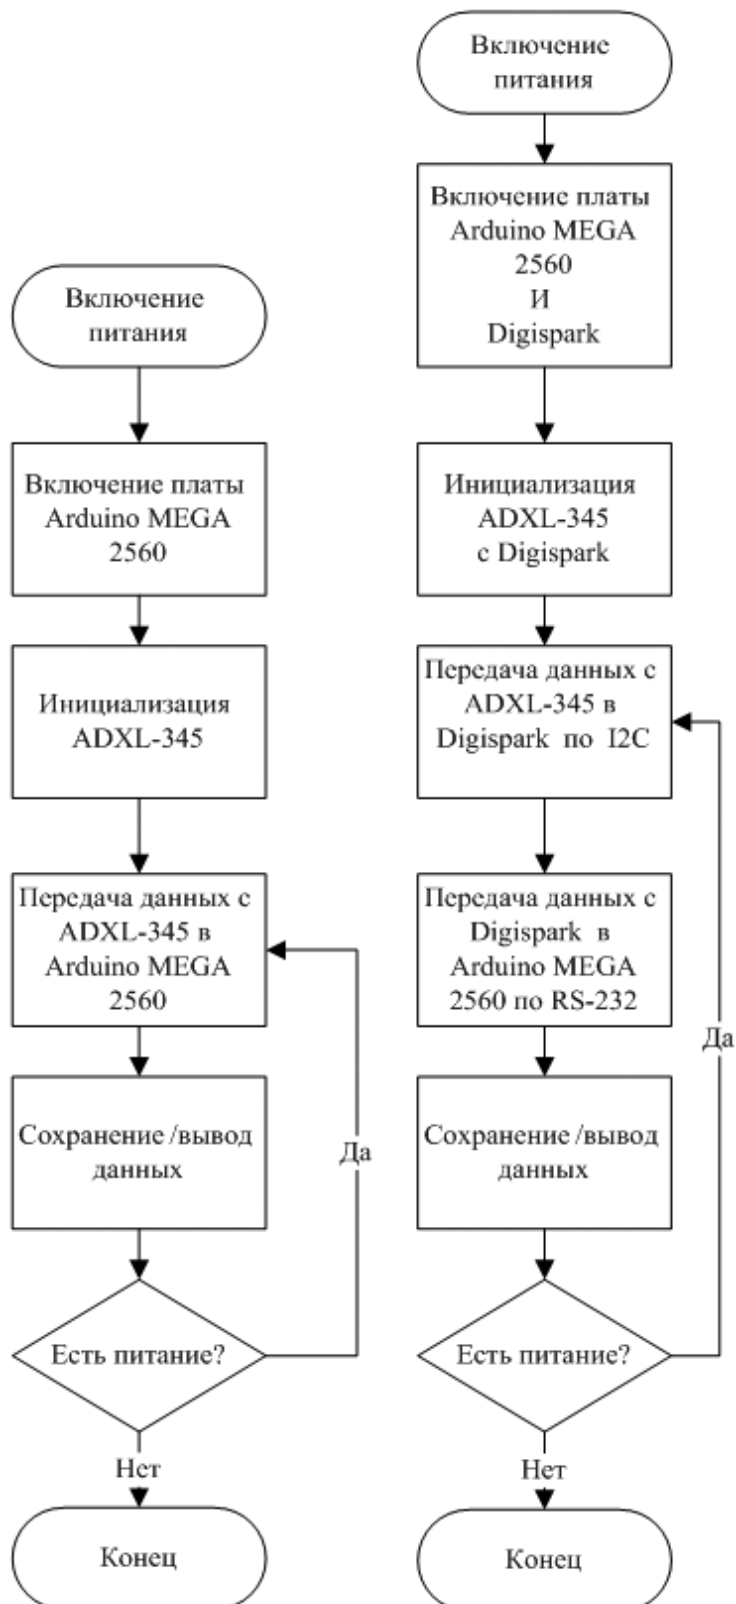 Включение
питания
Включение платы
Arduino MEGA
2560
Инициализация
ADXL-345
Передача данных с
ADXL-345 в
Arduino MEGA
2560
Сохранение /вывод
данных
Да
Есть питание?
Нет
Конец
Включение
питания
Включение платы
Arduino MEGA
2560
И
Digispark
Инициализация
ADXL-345
с Digispark
Передача данных с
ADXL-345 в
Digispark по I2C
Передача данных с
Digispark в
Arduino MEGA
2560 по RS-232
Да
Сохранение /вывод
данных
Есть питание?
Нет
Конец